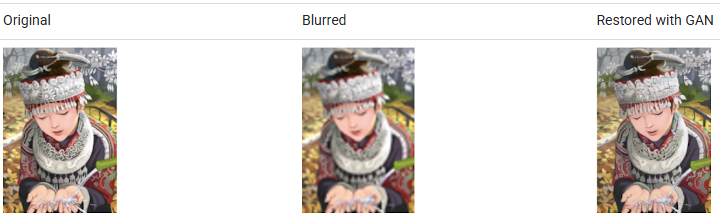 Original
Blurred
Restored with GAN